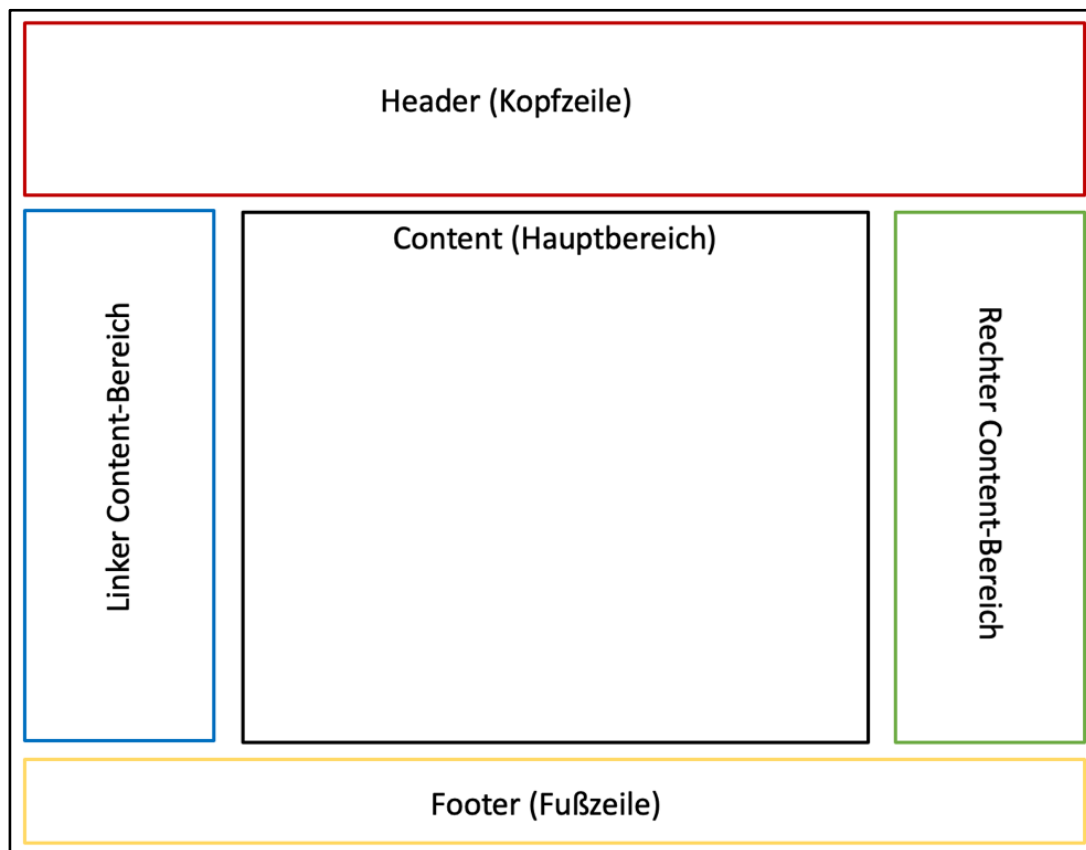 Header (Kopfzeile)
Linker Content-Bereich
Content (Hauptbereich)
Rechter Content-Bereich
Footer (Fußzeile)